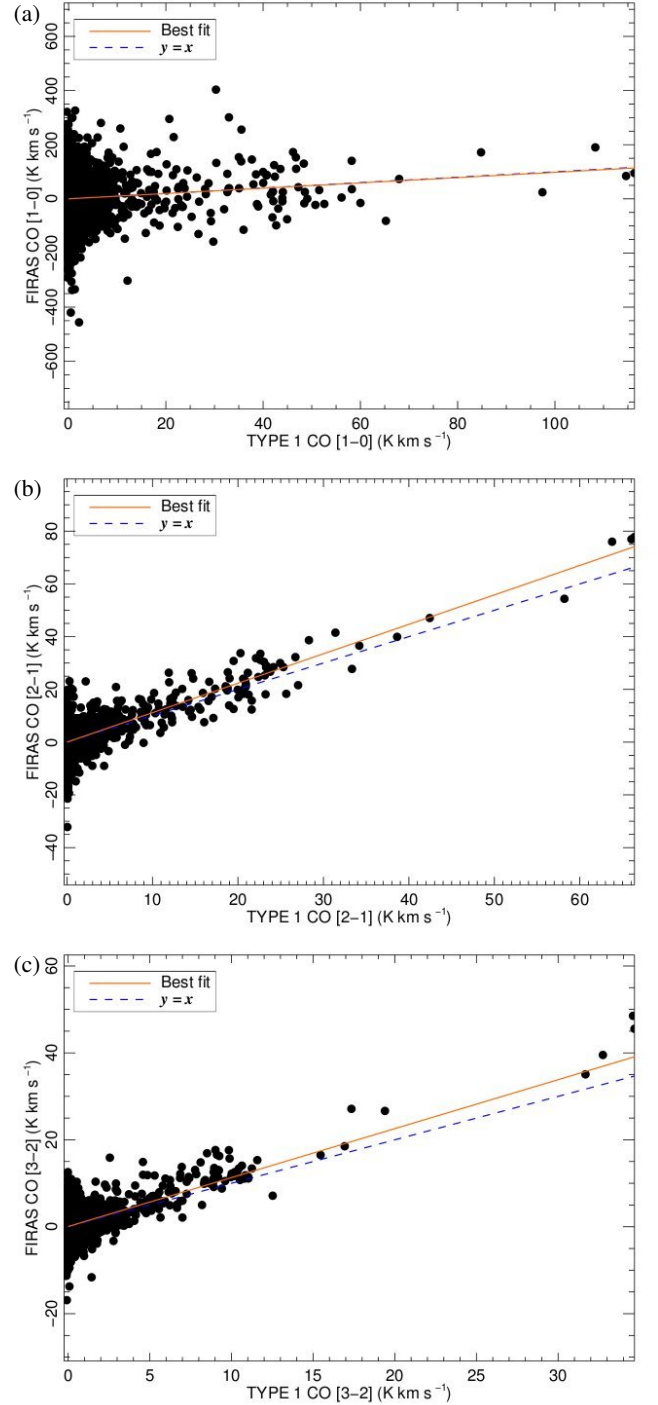 (a)
Best fit
y = x
FIRAS CO [1−0] (K km s⁻¹)
600
400
200
0
−200
−400
−600
0 20 40 60 80 100
TYPE 1 CO [1−0] (K km s⁻¹)
(b)
Best fit
y = x
FIRAS CO [2−1] (K km s⁻¹)
80
60
40
20
0
−20
−40
0 10 20 30 40 50 60
TYPE 1 CO [2−1] (K km s⁻¹)
(c)
Best fit
y = x
FIRAS CO [3−2] (K km s⁻¹)
60
40
20
0
−20
0 5 10 15 20 25 30
TYPE 1 CO [3−2] (K km s⁻¹)